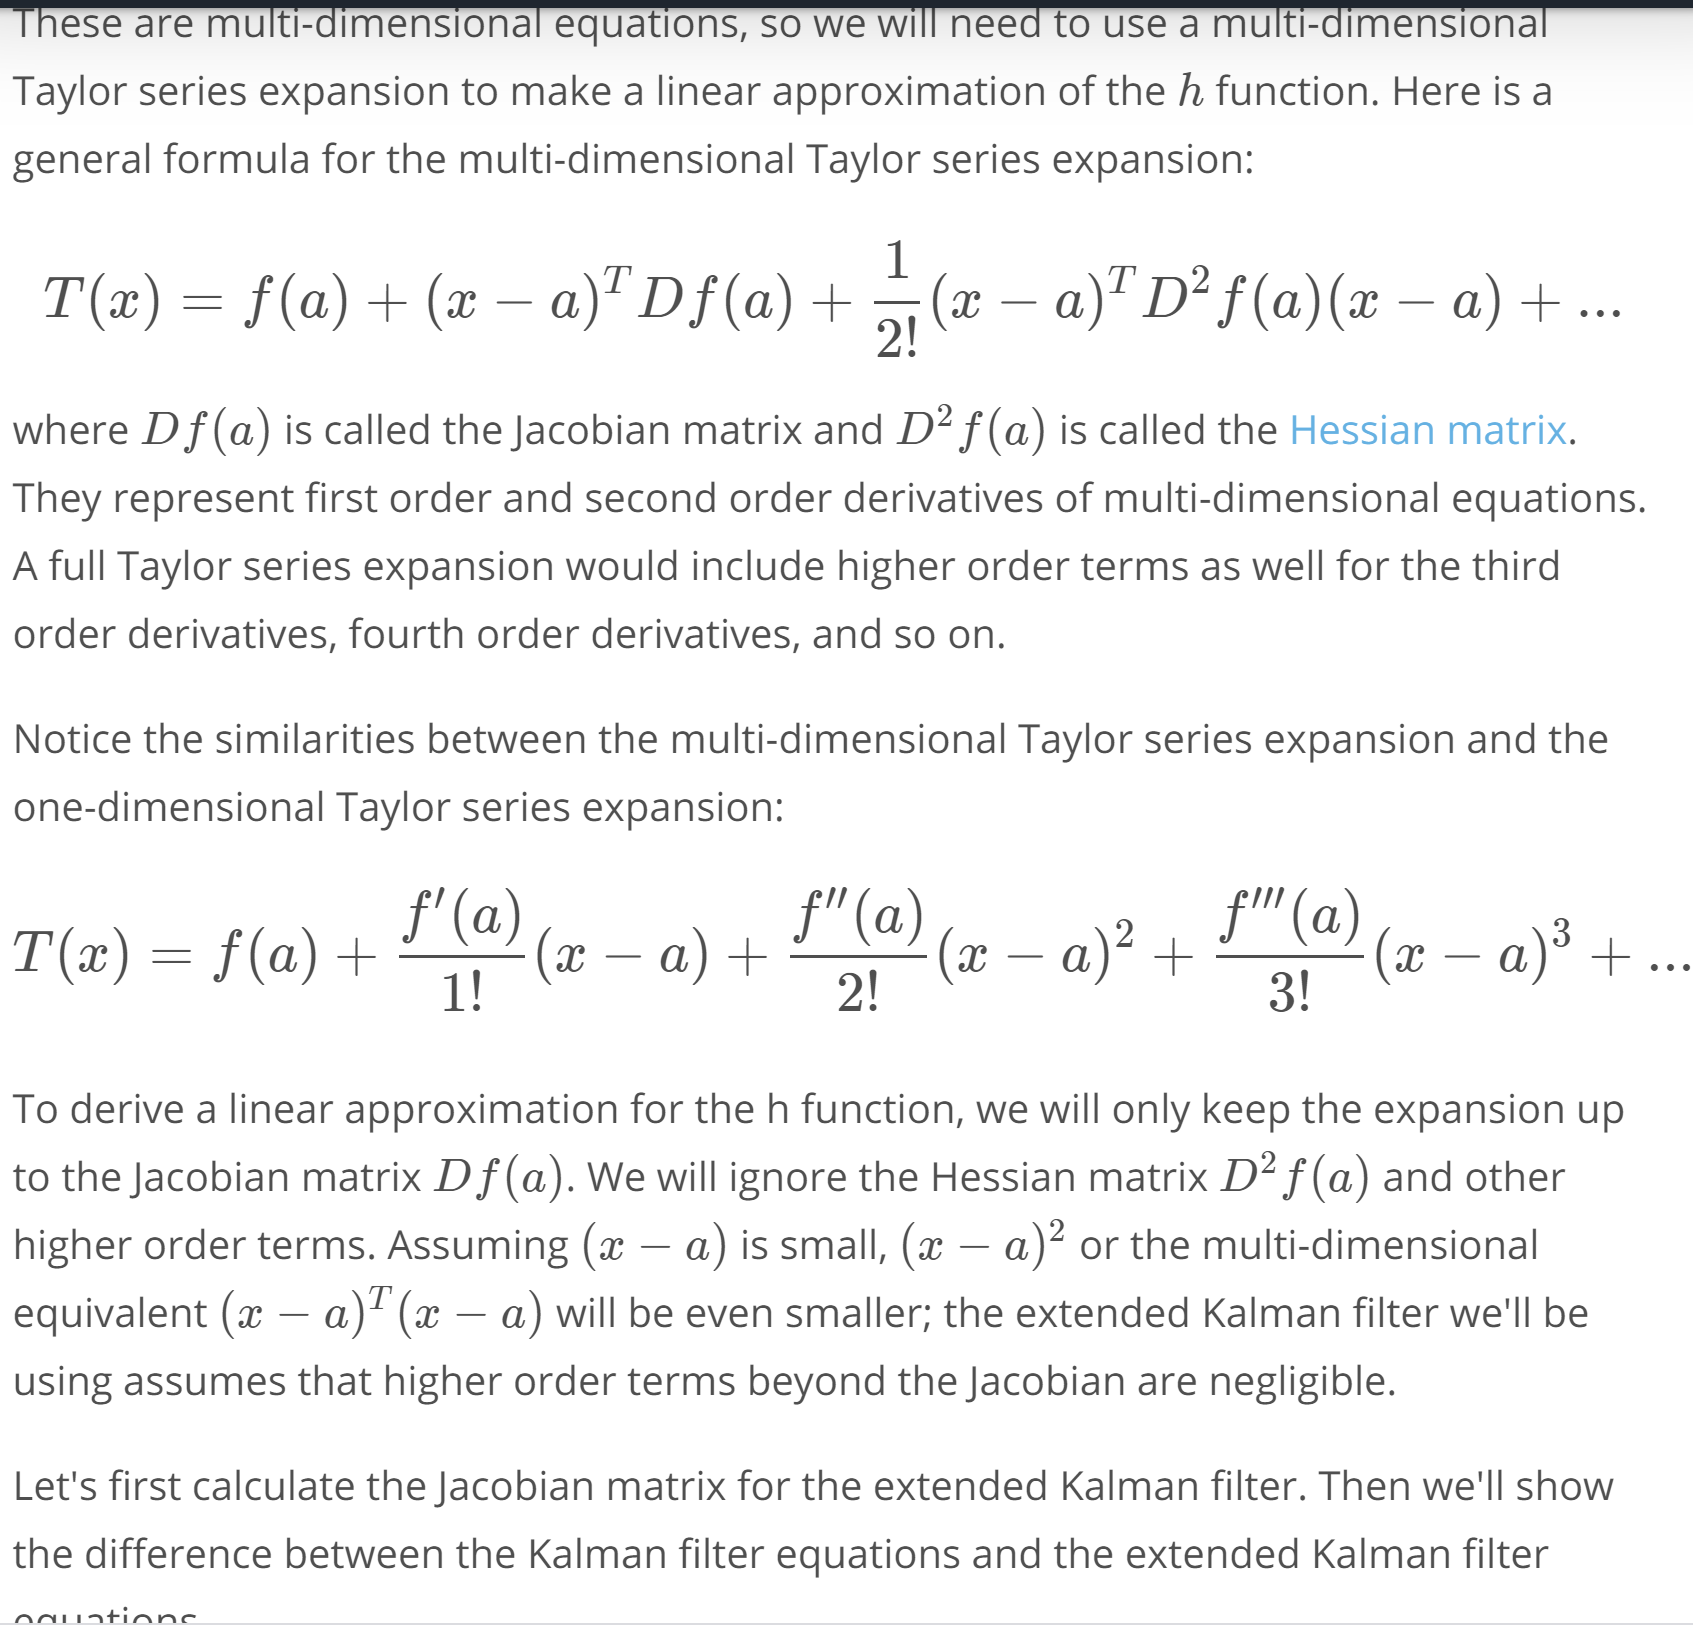 These are multi-dimensional equations, so we will need to use a multi-dimensional
Taylor series expansion to make a linear approximation of the h function. Here is a
general formula for the multi-dimensional Taylor series expansion:
T(x) = f(a) + (x − a)^T Df(a) + \frac{1}{2!}(x − a)^T D²f(a)(x − a) + ...
where Df(a) is called the Jacobian matrix and D²f(a) is called the Hessian matrix.
They represent first order and second order derivatives of multi-dimensional equations.
A full Taylor series expansion would include higher order terms as well for the third
order derivatives, fourth order derivatives, and so on.
Notice the similarities between the multi-dimensional Taylor series expansion and the
one-dimensional Taylor series expansion:
T(x) = f(a) + \frac{f'(a)}{1!}(x − a) + \frac{f''(a)}{2!}(x − a)² + \frac{f'''(a)}{3!}(x − a)³ + ...
To derive a linear approximation for the h function, we will only keep the expansion up
to the Jacobian matrix Df(a). We will ignore the Hessian matrix D²f(a) and other
higher order terms. Assuming (x − a) is small, (x − a)² or the multi-dimensional
equivalent (x − a)^T (x − a) will be even smaller; the extended Kalman filter we'll be
using assumes that higher order terms beyond the Jacobian are negligible.
Let's first calculate the Jacobian matrix for the extended Kalman filter. Then we'll show
the difference between the Kalman filter equations and the extended Kalman filter
equations